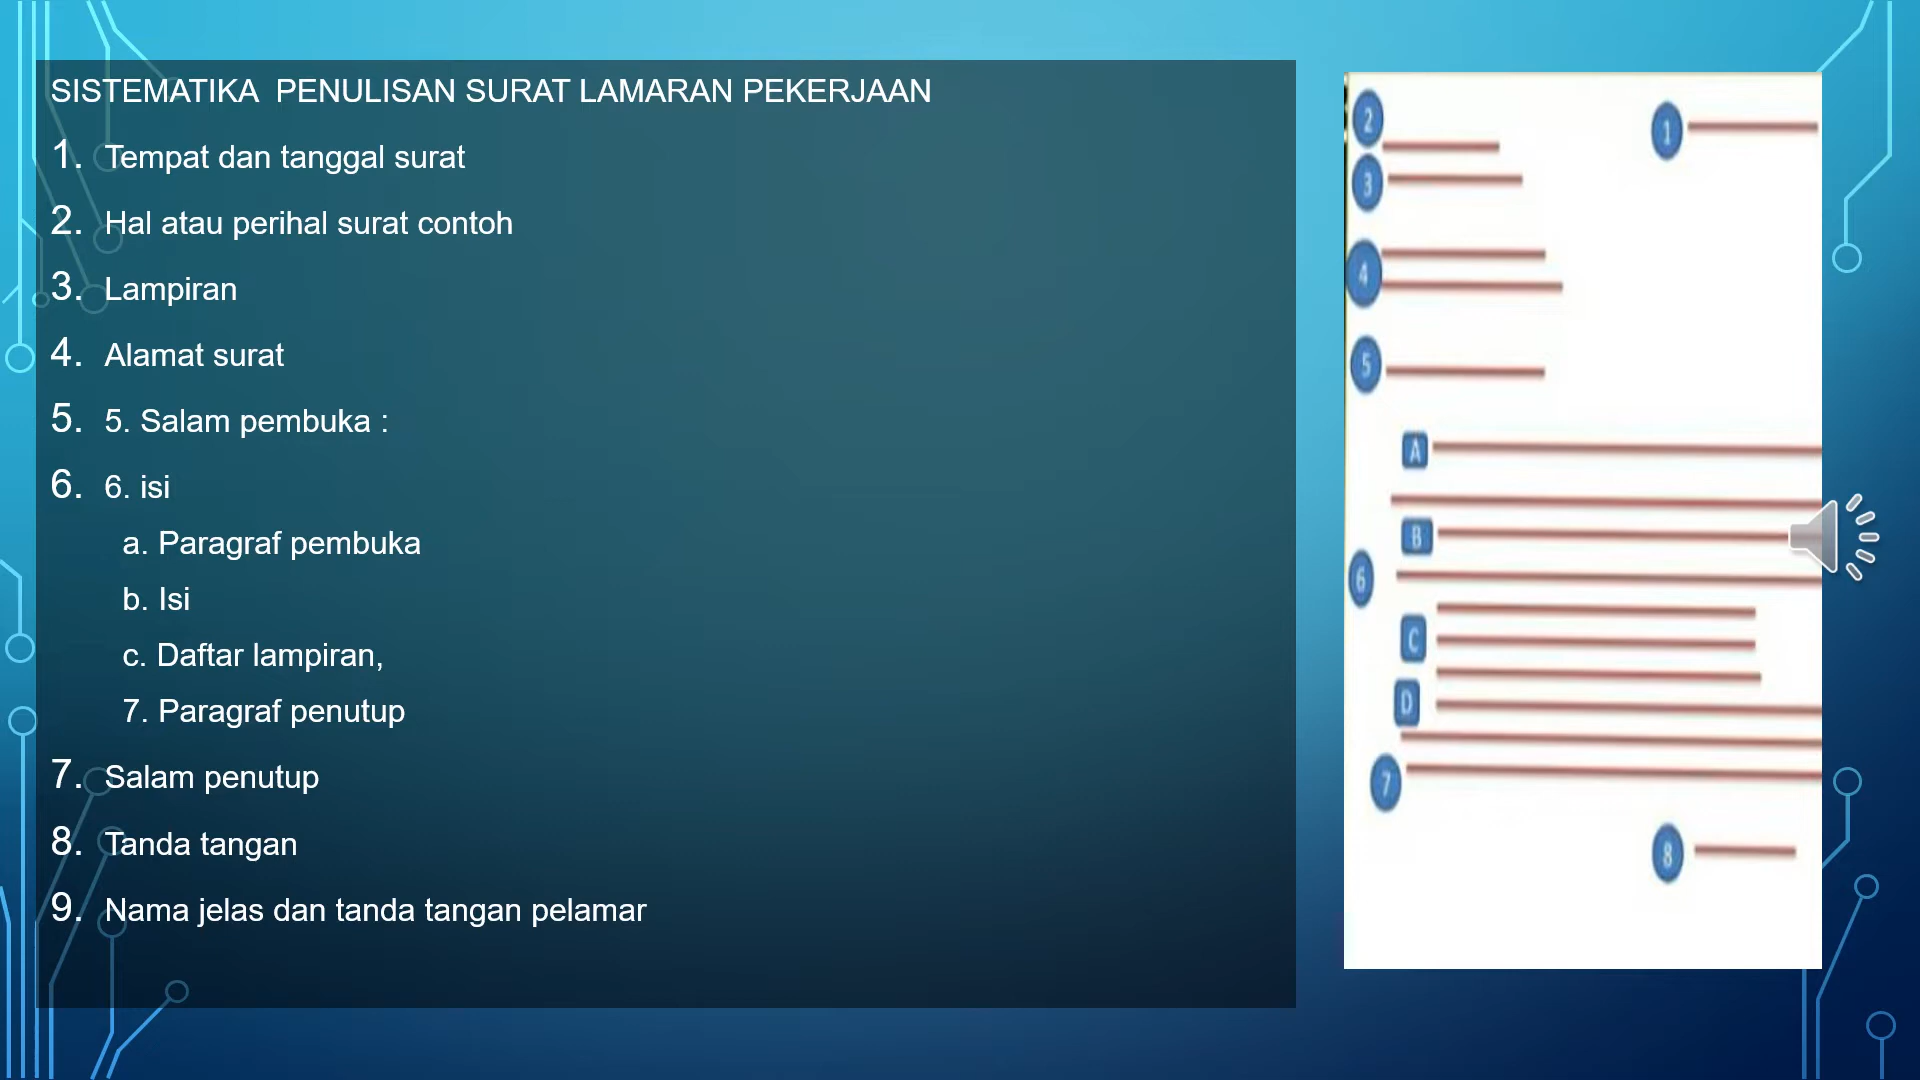 SISTEMATIKA PENULISAN SURAT LAMARAN PEKERJAAN
1. Tempat dan tanggal surat
2. Hal atau perihal surat contoh
3. Lampiran
4. Alamat surat
5. 5. Salam pembuka :
6. 6. isi
a. Paragraf pembuka
b. Isi
c. Daftar lampiran,
7. Paragraf penutup
7. Salam penutup
8. Tanda tangan
9. Nama jelas dan tanda tangan pelamar
2
1
3
4
5
A
B
6
C
D
7
8